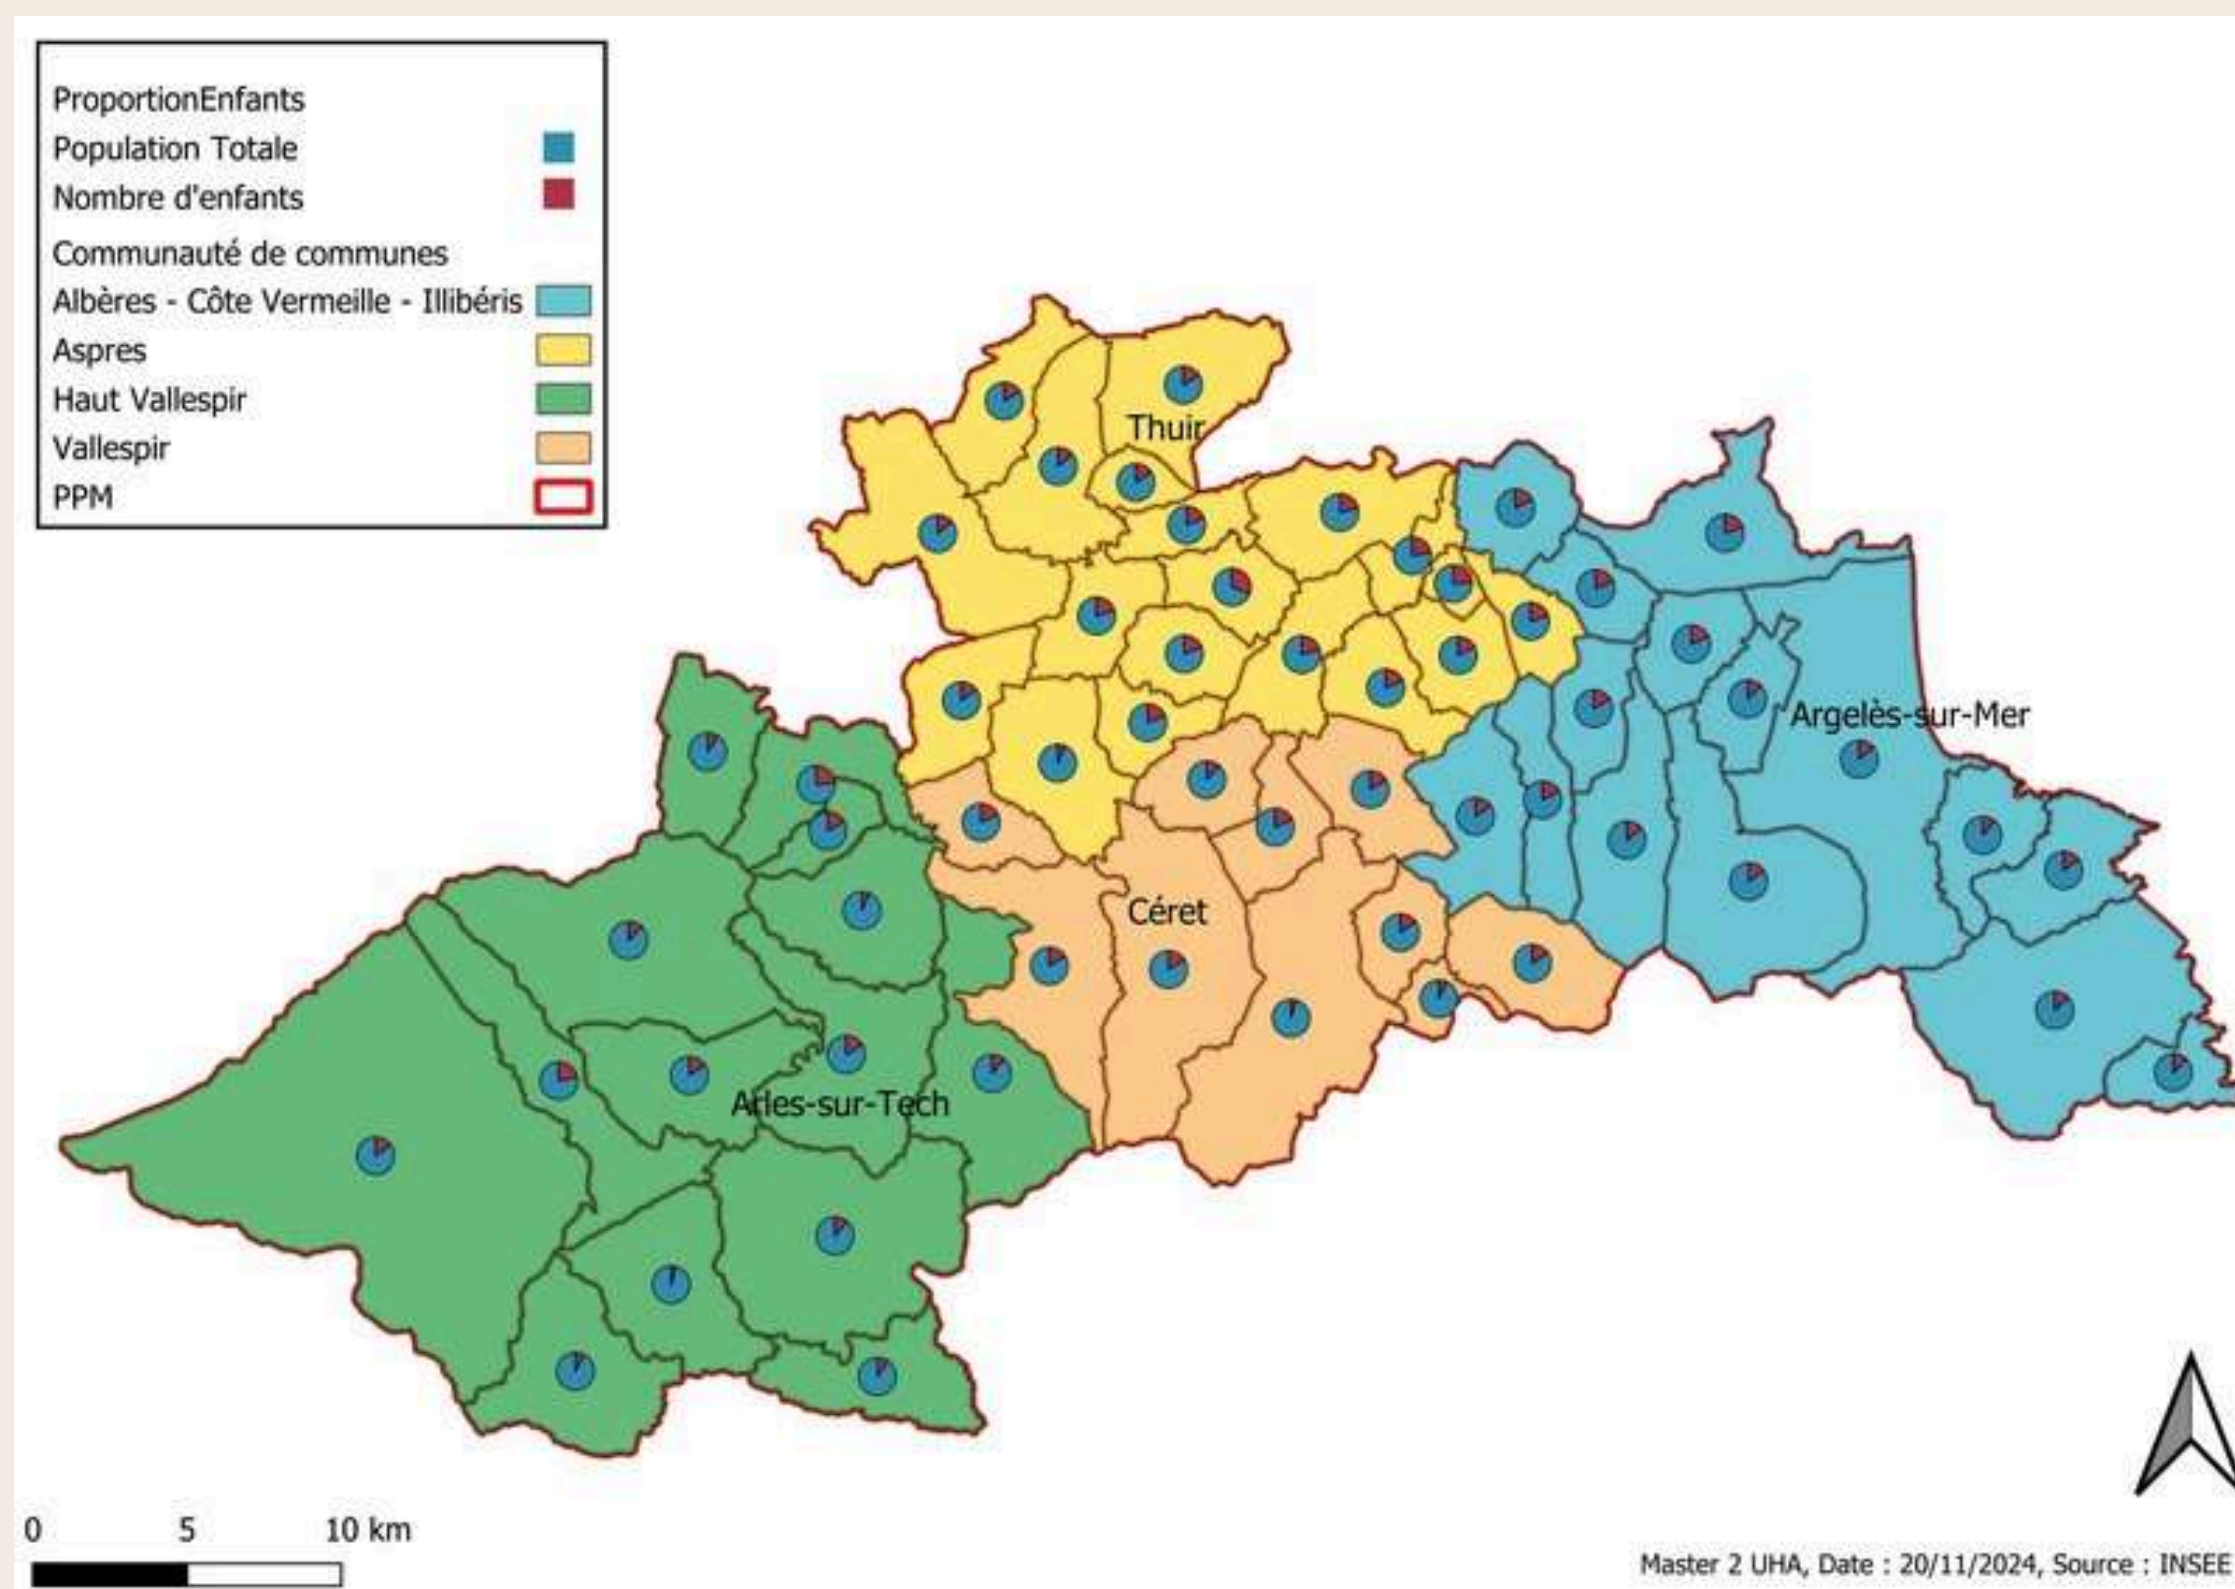 ProportionEnfants
Population Totale
Nombre d'enfants
Communauté de communes
Albères - Côte Vermeille - Illibéris
Aspres
Haut Vallespir
Vallespir
PPM
Thuir
Argelès-sur-Mer
Céret
Arles-sur-Tech
0 5 10 km
Master 2 UHA, Date : 20/11/2024, Source : INSEE